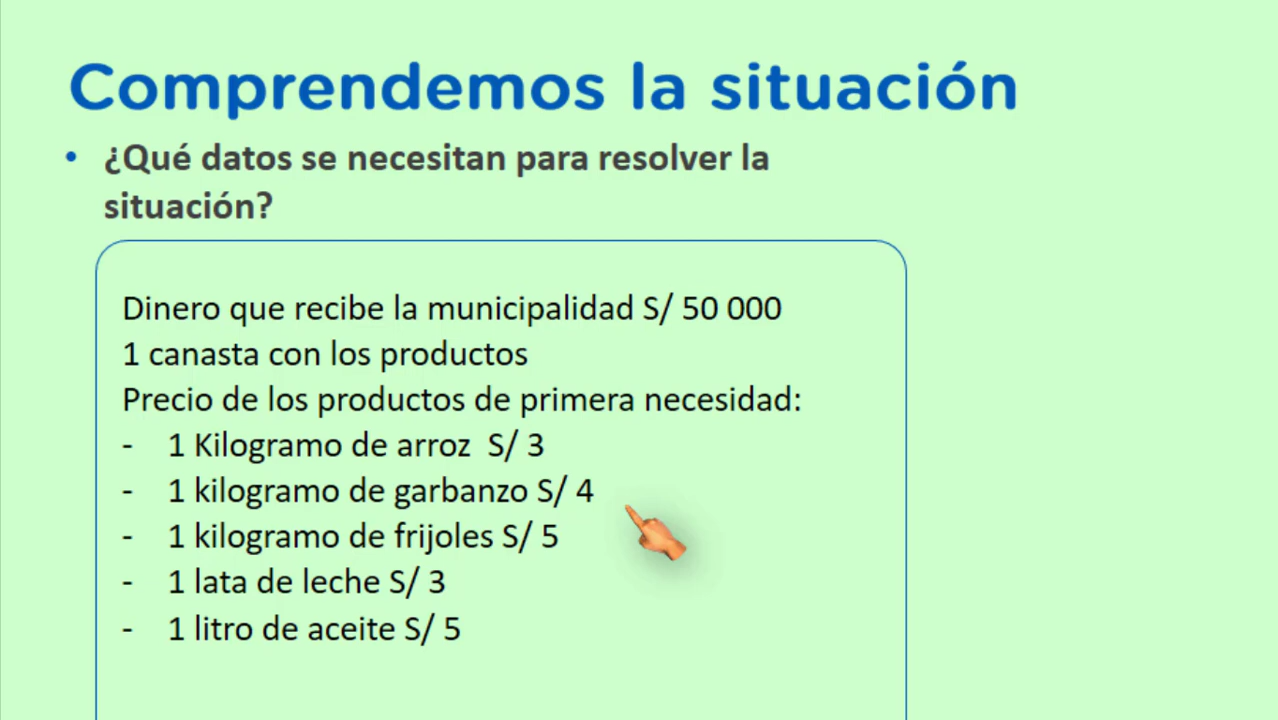 Comprendemos la situación
• ¿Qué datos se necesitan para resolver la
situación?
Dinero que recibe la municipalidad S/ 50 000
1 canasta con los productos
Precio de los productos de primera necesidad:
- 1 Kilogramo de arroz S/ 3
- 1 kilogramo de garbanzo S/ 4
- 1 kilogramo de frijoles S/ 5
- 1 lata de leche S/ 3
- 1 litro de aceite S/ 5